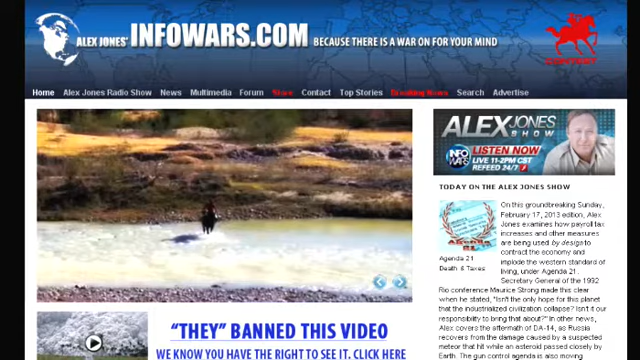 ALEX JONES' INFOWARS.COM BECAUSE THERE IS A WAR ON FOR YOUR MIND
Home Alex Jones Radio Show News Multimedia Forum Store Contact Top Stories Breaking News Search Advertise
ALEX JONES
SHOW
INFO WARS
LISTEN NOW
LIVE 11-2PM CST
REFEED 24/7
TODAY ON THE ALEX JONES SHOW
On this groundbreaking Sunday,
February 17, 2013 edition, Alex
Jones examines how payroll tax
increases and other measures
are being used by design to
contract the economy and
implode the western standard of
living, under Agenda 21.
Secretary General of the 1992
Agenda 21
Death & Taxes
Rio conference Maurice Strong made this clear
when he stated, "Isn't the only hope for this planet
that the industrialized civilization collapse? Isn't it our
responsibility to bring that about?" In other news,
Alex covers the aftermath of DA-14, as Russia
recovers from the damage caused by a suspected
meteor that hit while an asteroid passed closely by
Earth. The gun control agenda is also moving
"THEY" BANNED THIS VIDEO
WE KNOW YOU HAVE THE RIGHT TO SEE IT. CLICK HERE